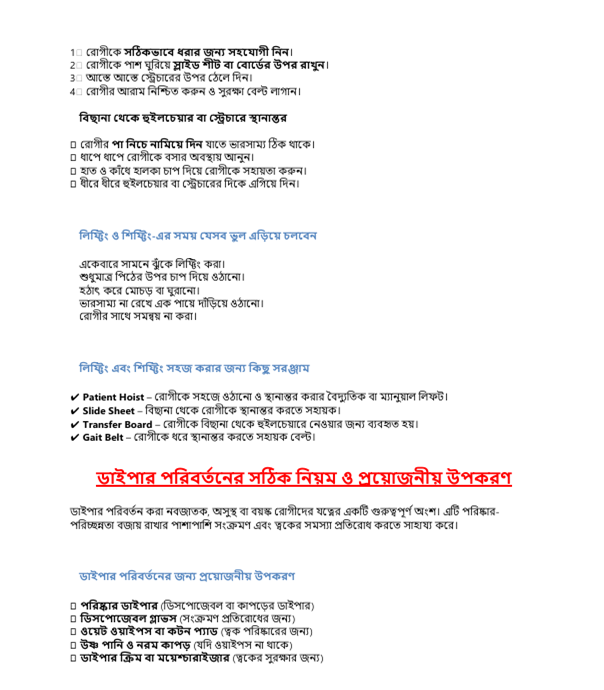 1□ রোগীকে সঠিকভাবে ধরার জন্য সহযোগী নিন।
2□ রোগীকে পাশ ঘুরিয়ে স্লাইড শীট বা বোর্ডের উপর রাখুন।
3□ আস্তে আস্তে স্ট্রেচারের উপর ঠেলে দিন।
4□ রোগীর আরাম নিশ্চিত করুন ও সুরক্ষা বেল্ট লাগান।
বিছানা থেকে হুইলচেয়ার বা স্ট্রেচারে স্থানান্তর
□ রোগীর পা নিচে নামিয়ে দিন যাতে ভারসাম্য ঠিক থাকে।
□ ধাপে ধাপে রোগীকে বসার অবস্থায় আনুন।
□ হাত ও কাঁধে হালকা চাপ দিয়ে রোগীকে সহায়তা করুন।
□ ধীরে ধীরে হুইলচেয়ার বা স্ট্রেচারের দিকে এগিয়ে দিন।
লিফ্টিং ও শিফ্টিং-এর সময় যেসব ভুল এড়িয়ে চলবেন
একেবারে সামনে ঝুঁকে লিফ্টিং করা।
শুধুমাত্র পিঠের উপর চাপ দিয়ে ওঠানো।
হঠাৎ করে মোচড় বা ঘুরানো।
ভারসাম্য না রেখে এক পায়ে দাঁড়িয়ে ওঠানো।
রোগীর সাথে সমন্বয় না করা।
লিফ্টিং এবং শিফ্টিং সহজ করার জন্য কিছু সরঞ্জাম
✔ Patient Hoist – রোগীকে সহজে ওঠানো ও স্থানান্তর করার বৈদ্যুতিক বা ম্যানুয়াল লিফট।
✔ Slide Sheet – বিছানা থেকে রোগীকে স্থানান্তর করতে সহায়ক।
✔ Transfer Board – রোগীকে বিছানা থেকে হুইলচেয়ারে নেওয়ার জন্য ব্যবহৃত হয়।
✔ Gait Belt – রোগীকে ধরে স্থানান্তর করতে সহায়ক বেল্ট।
ডাইপার পরিবর্তনের সঠিক নিয়ম ও প্রয়োজনীয় উপকরণ
ডাইপার পরিবর্তন করা নবজাতক, অসুস্থ বা বয়স্ক রোগীদের যত্নের একটি গুরুত্বপূর্ণ অংশ। এটি পরিষ্কার-
পরিচ্ছন্নতা বজায় রাখার পাশাপাশি সংক্রমণ এবং ত্বকের সমস্যা প্রতিরোধ করতে সাহায্য করে।
ডাইপার পরিবর্তনের জন্য প্রয়োজনীয় উপকরণ
□ পরিষ্কার ডাইপার (ডিসপোজেবল বা কাপড়ের ডাইপার)
□ ডিসপোজেবল গ্লাভস (সংক্রমণ প্রতিরোধের জন্য)
□ ওয়েট ওয়াইপস বা কটন প্যাড (ত্বক পরিষ্কারের জন্য)
□ উষ্ণ পানি ও নরম কাপড় (যদি ওয়াইপস না থাকে)
□ ডাইপার ক্রিম বা ময়েশ্চারাইজার (ত্বকের সুরক্ষার জন্য)